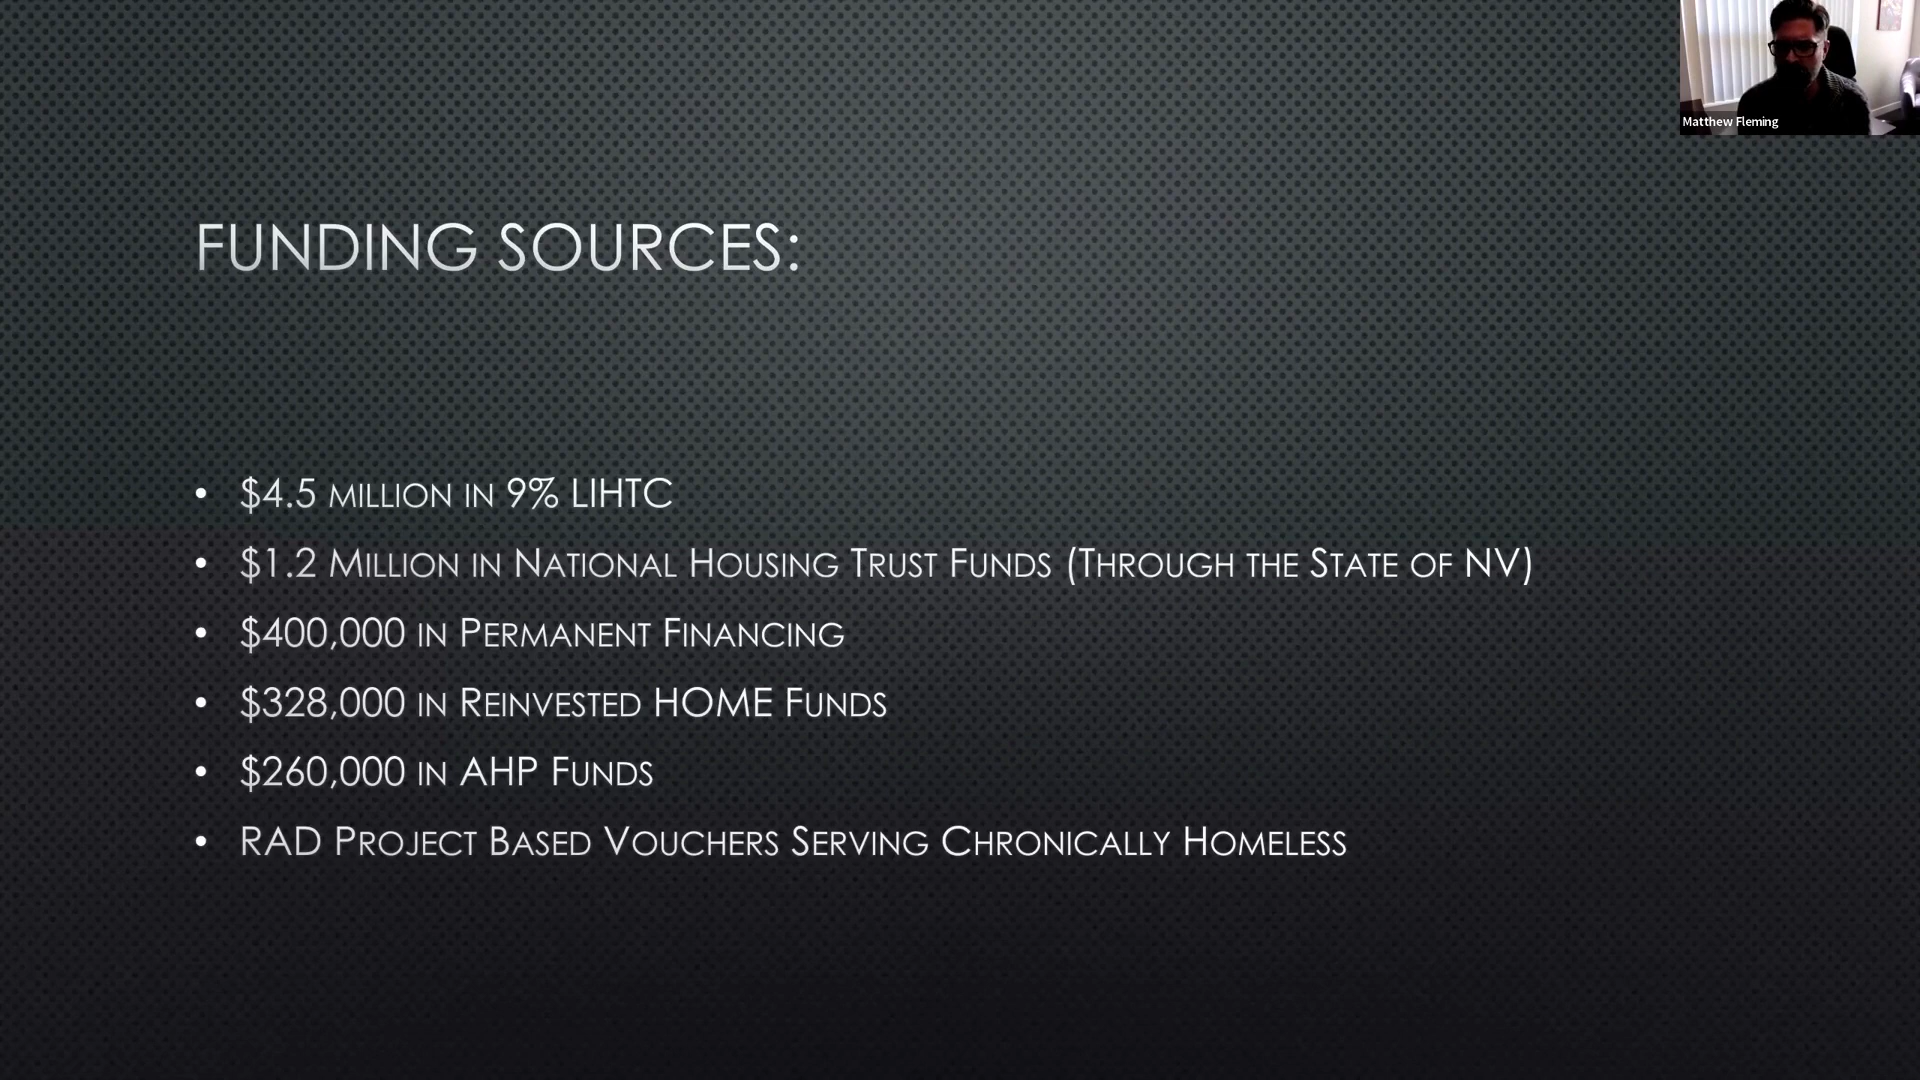 Matthew Fleming
FUNDING SOURCES:
• $4.5 MILLION IN 9% LIHTC
• $1.2 MILLION IN NATIONAL HOUSING TRUST FUNDS (THROUGH THE STATE OF NV)
• $400,000 IN PERMANENT FINANCING
• $328,000 IN REINVESTED HOME FUNDS
• $260,000 IN AHP FUNDS
• RAD PROJECT BASED VOUCHERS SERVING CHRONICALLY HOMELESS